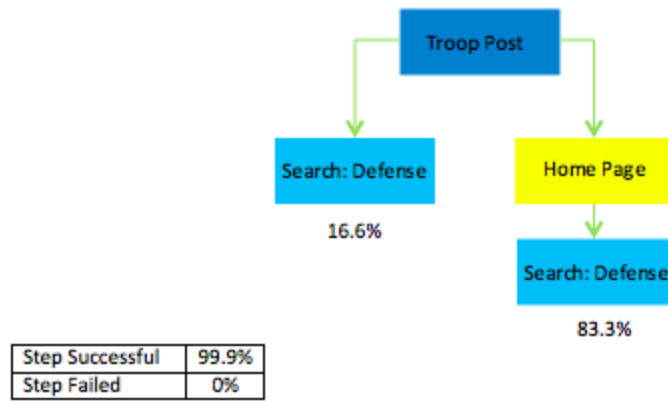 Troop Post
Search: Defense
Home Page
16.6%
Search: Defense
83.3%
Step Successful 99.9%
Step Failed 0%